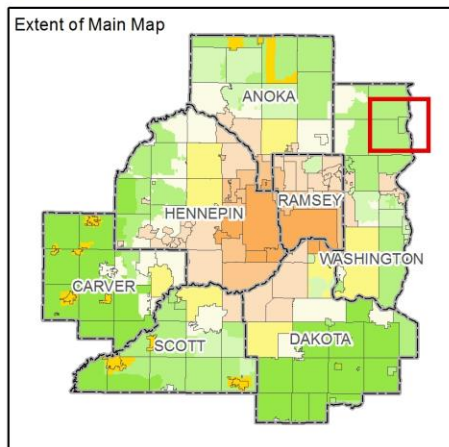 Extent of Main Map
ANOKA
HENNEPIN
RAMSEY
WASHINGTON
CARVER
SCOTT
DAKOTA